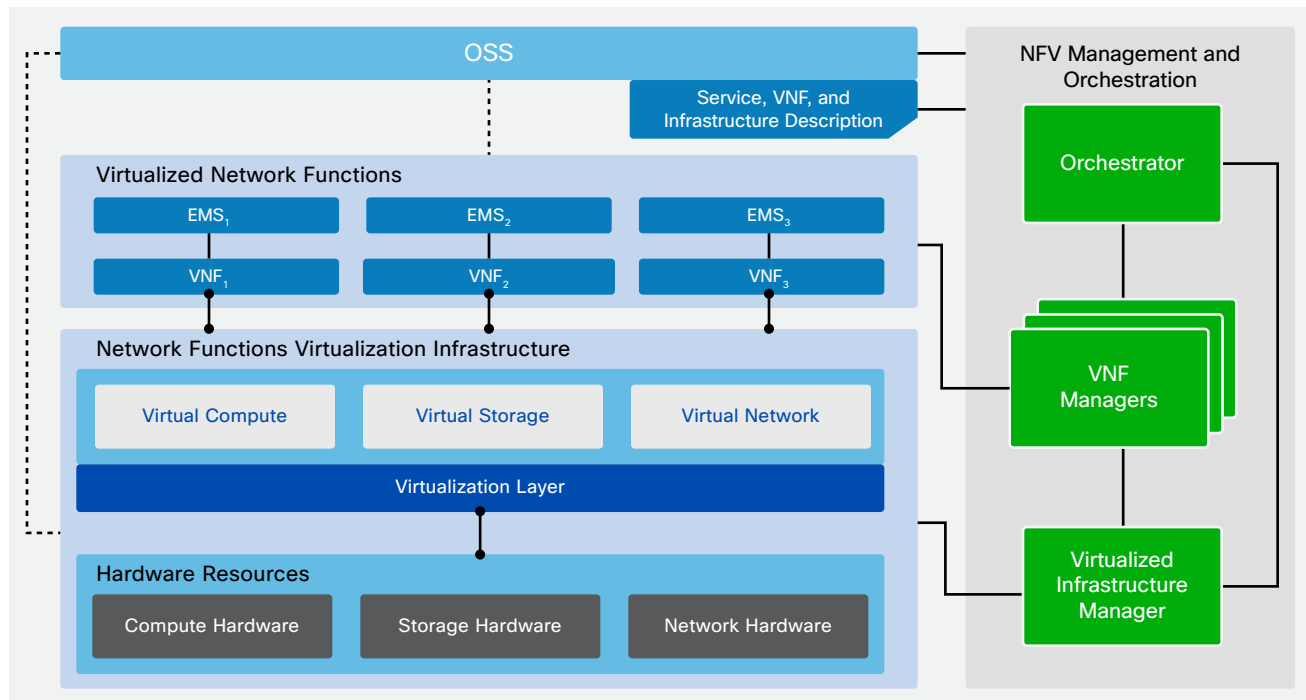 OSS
NFV Management and
Orchestration
Service, VNF, and
Infrastructure Description
Orchestrator
Virtualized Network Functions
EMS₁
EMS₂
EMS₃
VNF₁
VNF₂
VNF₃
VNF
Managers
Network Functions Virtualization Infrastructure
Virtual Compute
Virtual Storage
Virtual Network
Virtualization Layer
Virtualized
Infrastructure
Manager
Hardware Resources
Compute Hardware
Storage Hardware
Network Hardware